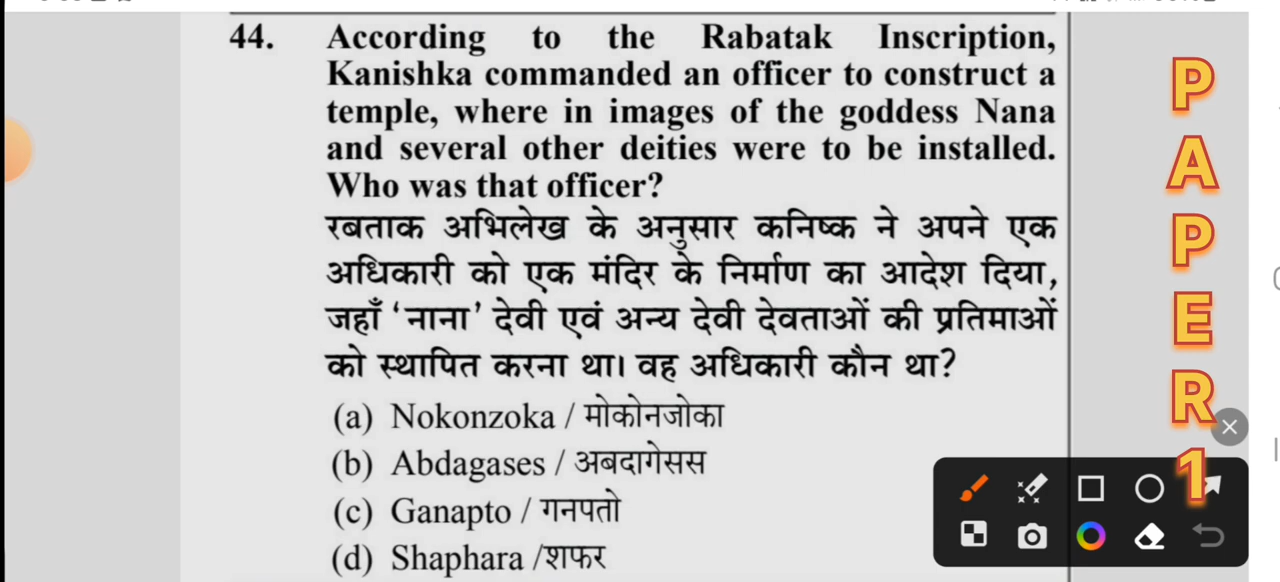 44. According to the Rabatak Inscription,
Kanishka commanded an officer to construct a
temple, where in images of the goddess Nana
and several other deities were to be installed.
Who was that officer?
रबताक अभिलेख के अनुसार कनिष्क ने अपने एक
अधिकारी को एक मंदिर के निर्माण का आदेश दिया,
जहाँ 'नाना' देवी एवं अन्य देवी देवताओं की प्रतिमाओं
को स्थापित करना था। वह अधिकारी कौन था?
(a) Nokonzoka / मोकोनजोका
(b) Abdagases / अबदागेसस
(c) Ganapto / गनपतो
(d) Shaphara /शफर
PAPER1